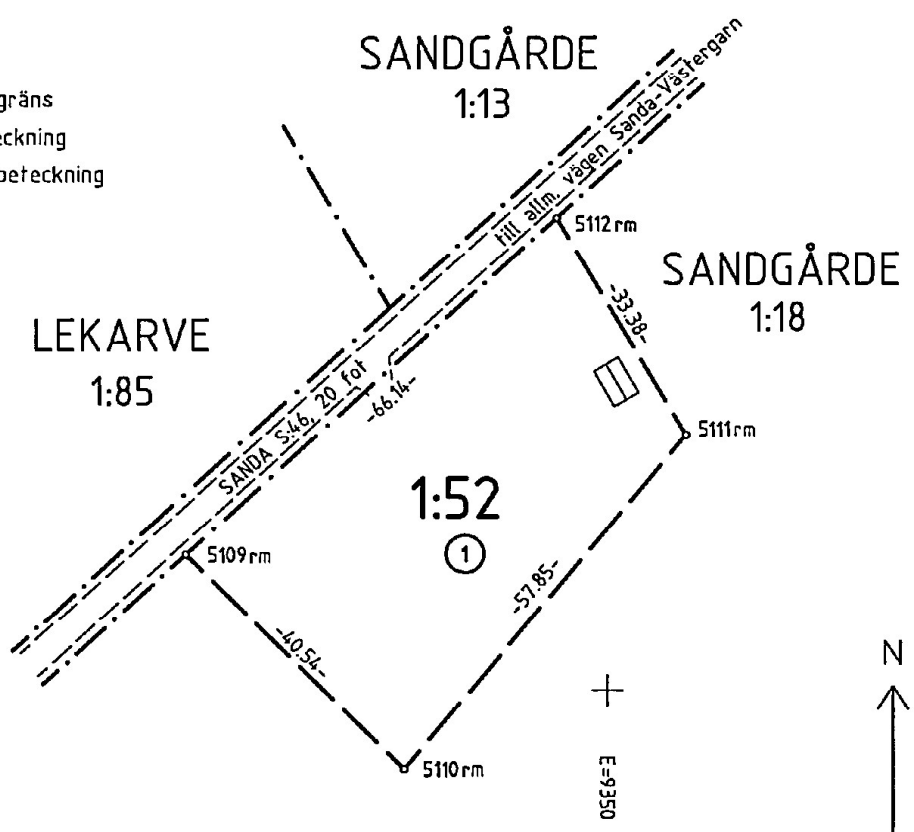 SANDGÅRDE
1:13
gräns
eckning
beteckning
till allm. vägen Sanda-Västergarn
5112rm
SANDGÅRDE
1:18
-33.38-
LEKARVE
1:85
SANDA S:46, 20 fot
-66.14-
5111rm
1:52
1
5109rm
-57.85-
-40.54-
N
5110rm
E=9350